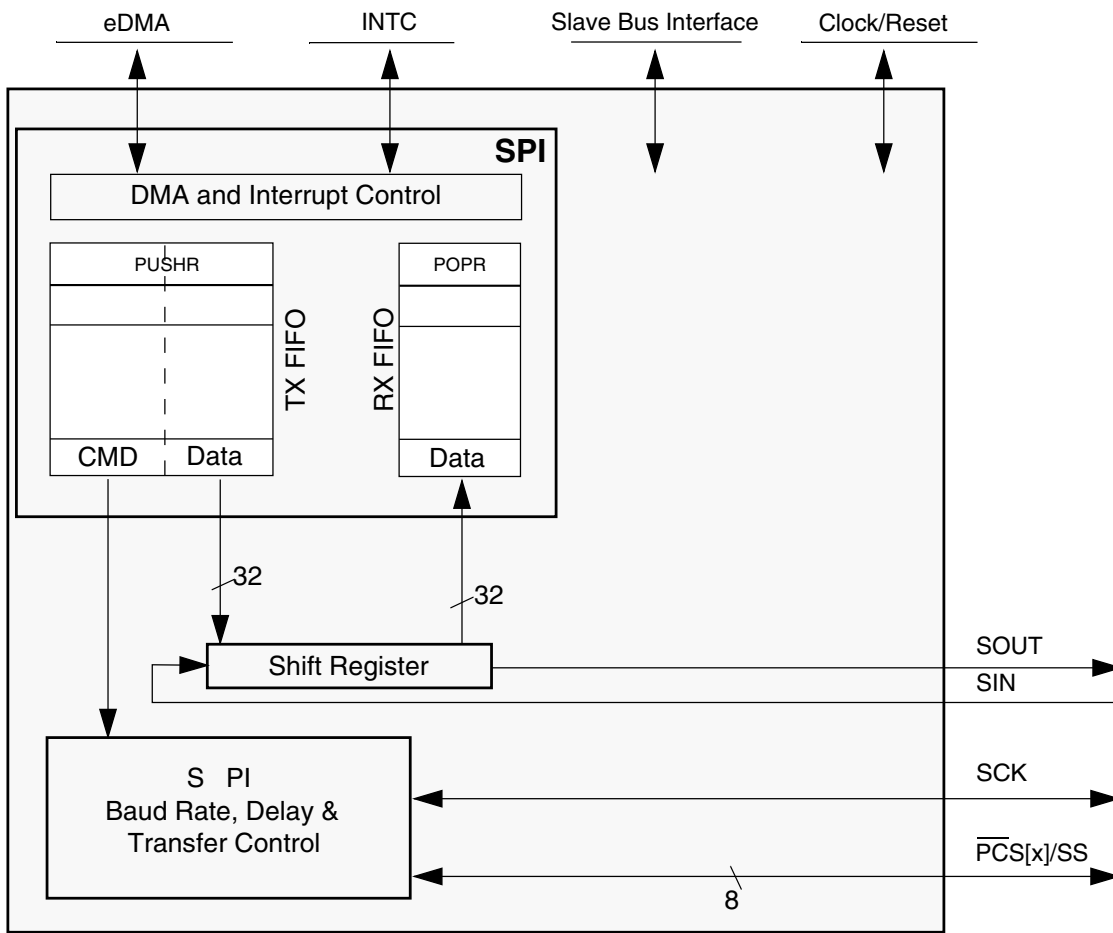 eDMA
INTC
Slave Bus Interface
Clock/Reset
SPI
DMA and Interrupt Control
PUSHR
POPR
TX FIFO
RX FIFO
CMD
Data
Data
32
32
Shift Register
SOUT
SIN
S PI
Baud Rate, Delay &
Transfer Control
SCK
PCS[x]/SS
8